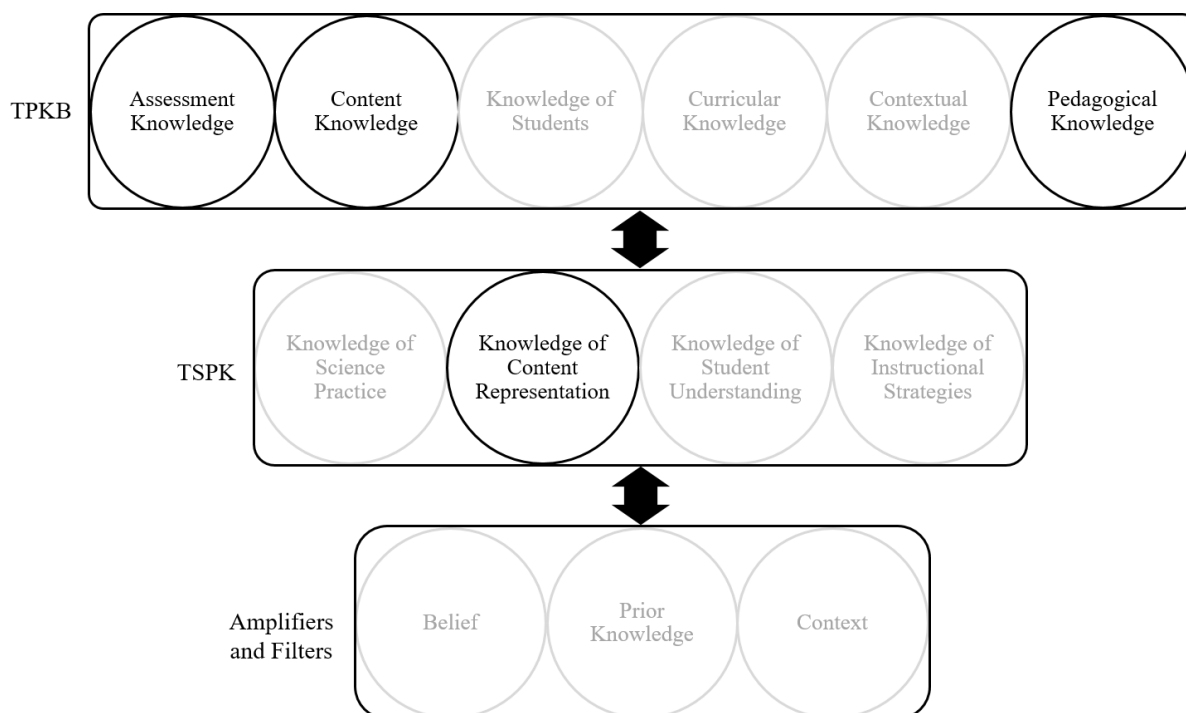 TPKB
Assessment
Knowledge
Content
Knowledge
Knowledge of
Students
Curricular
Knowledge
Contextual
Knowledge
Pedagogical
Knowledge
TSPK
Knowledge of
Science
Practice
Knowledge of
Content
Representation
Knowledge of
Student
Understanding
Knowledge of
Instructional
Strategies
Amplifiers
and Filters
Belief
Prior
Knowledge
Context